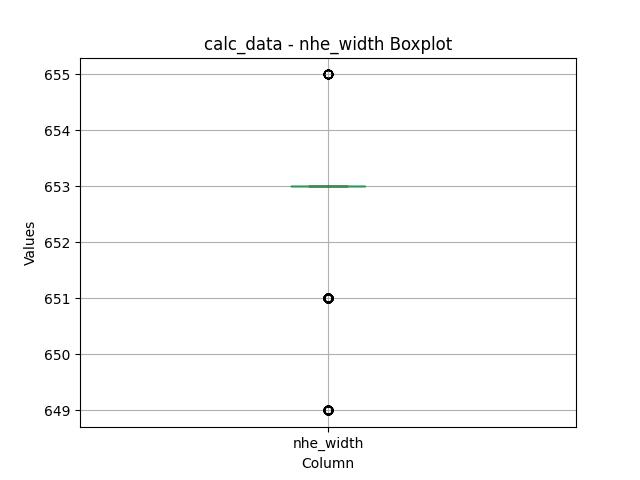 calc_data - nhe_width Boxplot
655
654
653
652
651
650
649
Values
nhe_width
Column